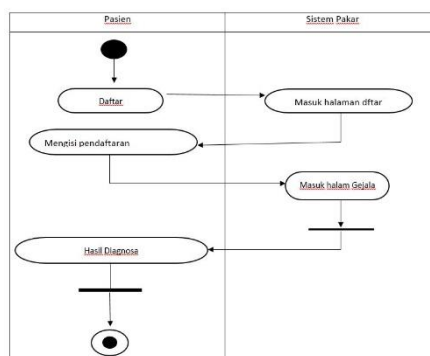 Pasien
Sistem Pakar
Daftar
Masuk halaman dftar
Mengisi pendaftaran
Masuk halam Gejala
Hasil Diagnosa